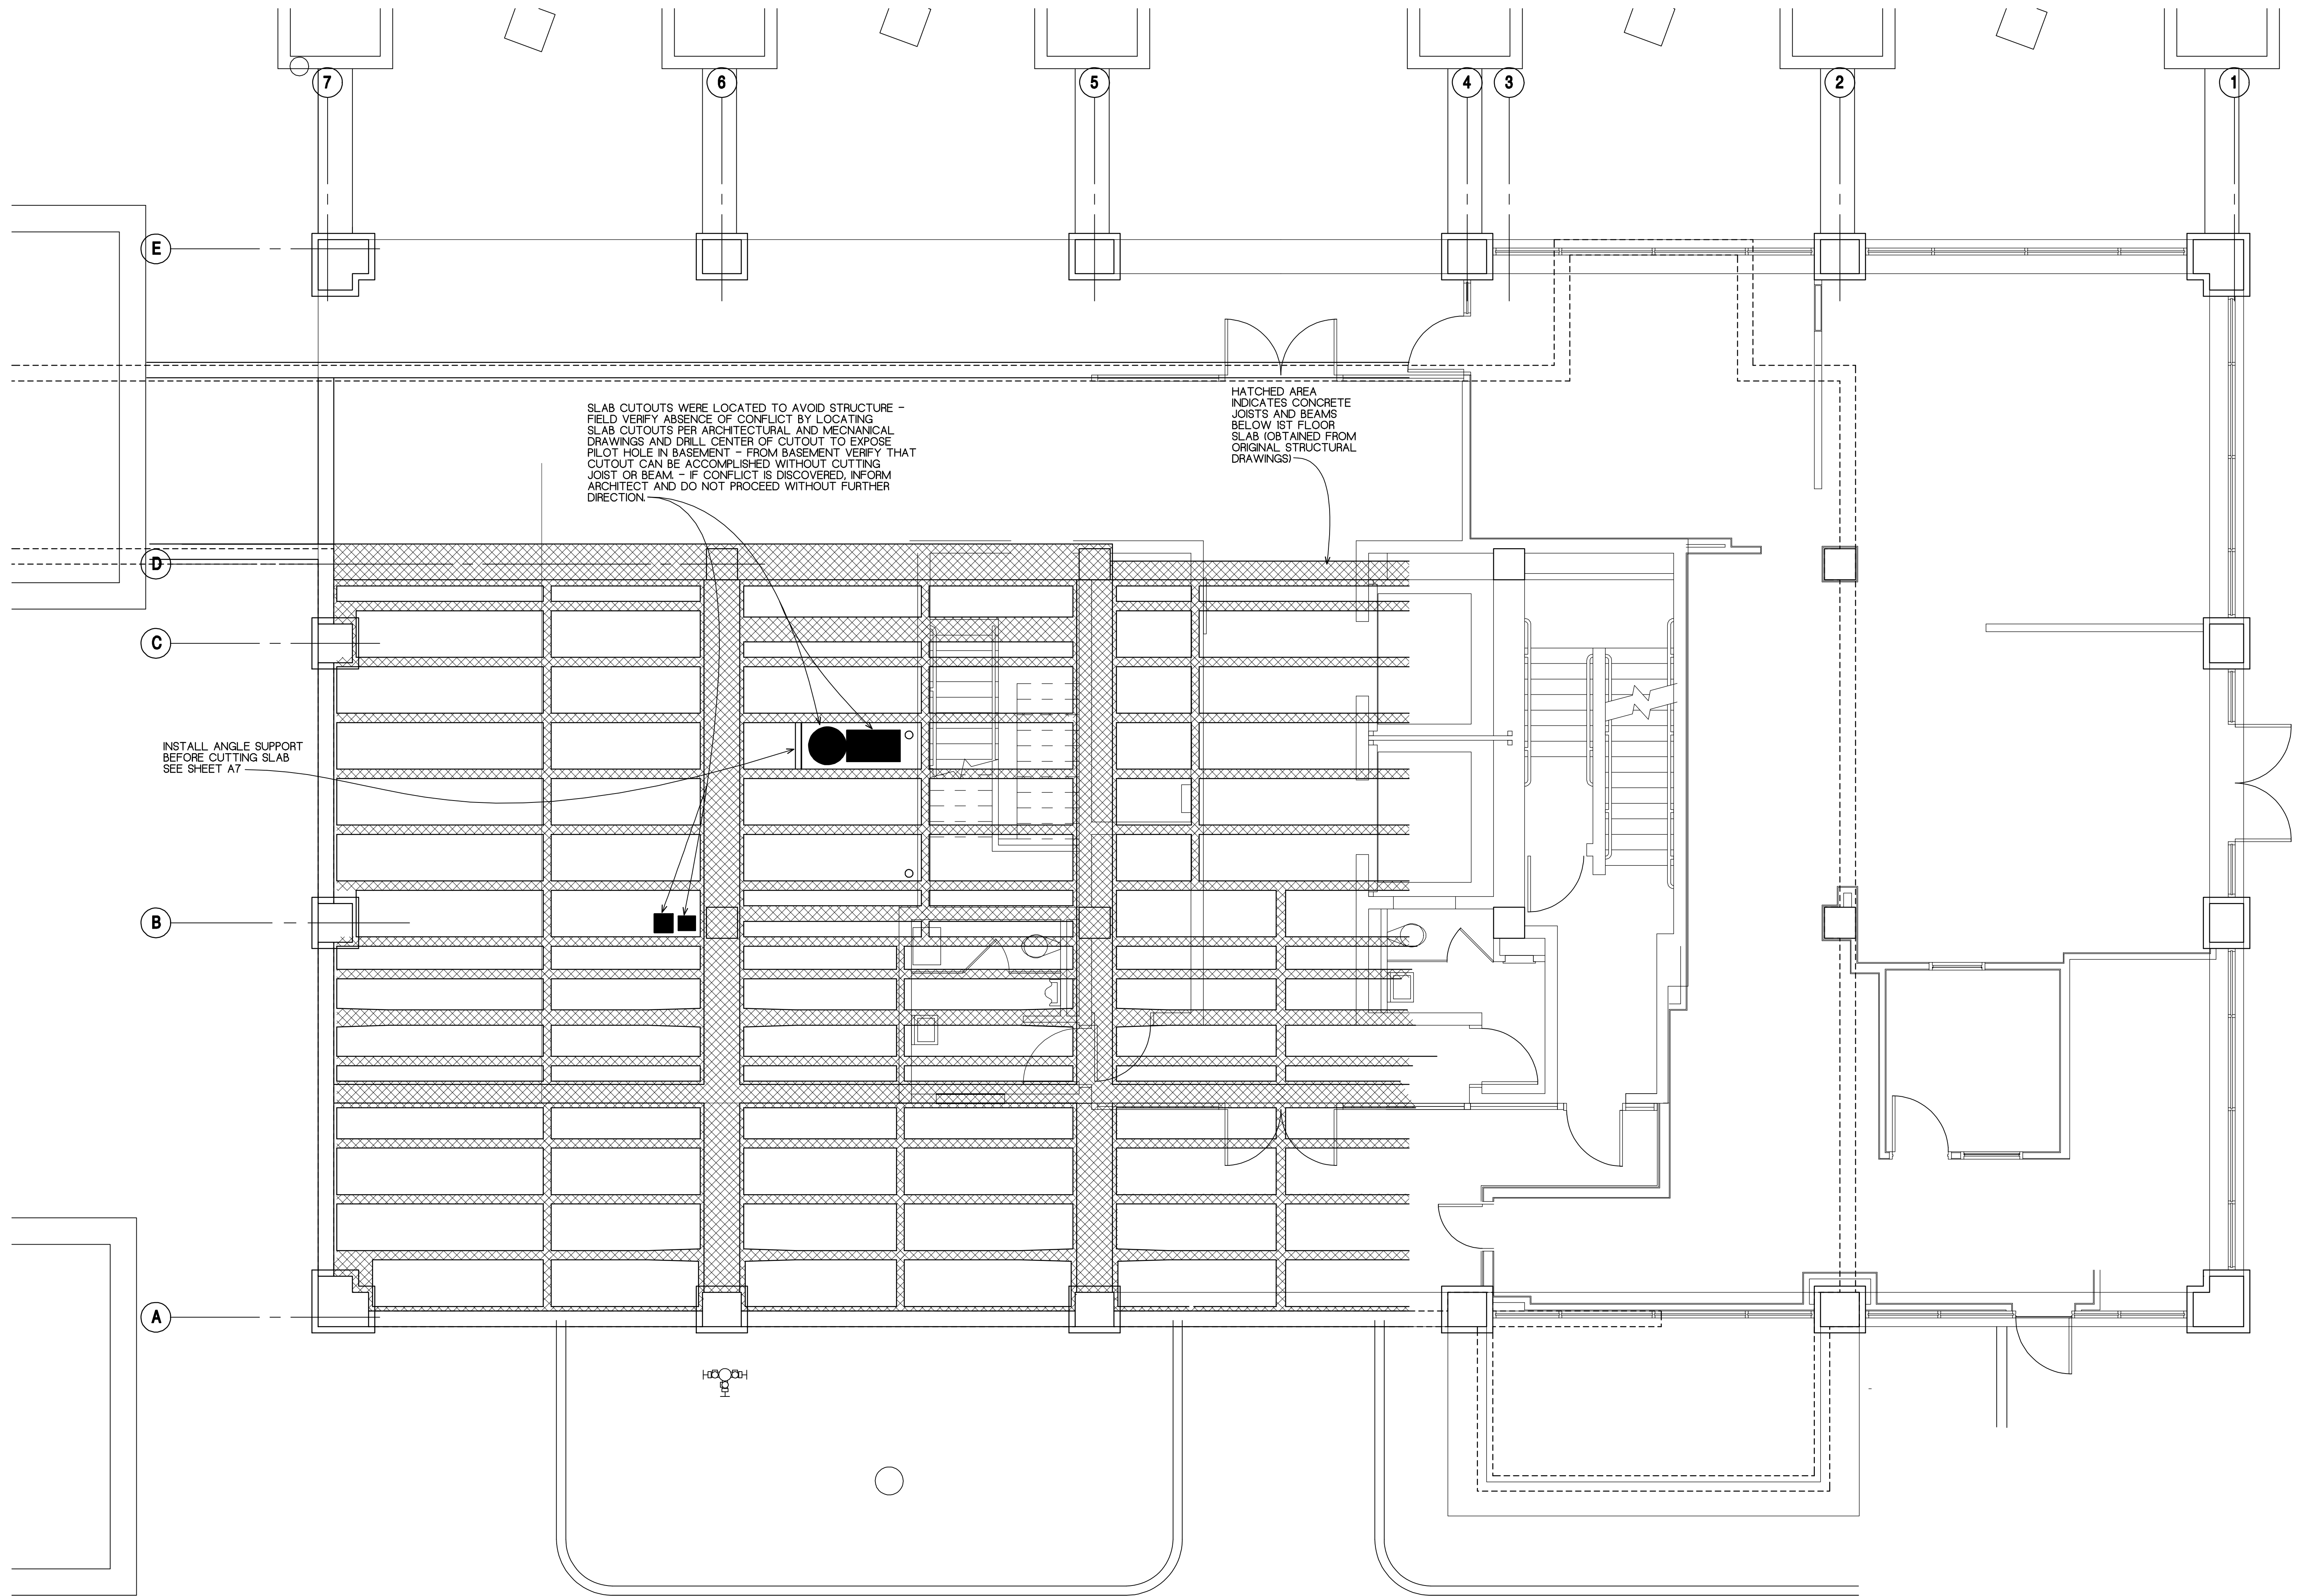 7
6
5
4
3
2
1
E
SLAB CUTOUTS WERE LOCATED TO AVOID STRUCTURE -
FIELD VERIFY ABSENCE OF CONFLICT BY LOCATING
SLAB CUTOUTS PER ARCHITECTURAL AND MECNANICAL
DRAWINGS AND DRILL CENTER OF CUTOUT TO EXPOSE
PILOT HOLE IN BASEMENT - FROM BASEMENT VERIFY THAT
CUTOUT CAN BE ACCOMPLISHED WITHOUT CUTTING
JOIST OR BEAM. - IF CONFLICT IS DISCOVERED, INFORM
ARCHITECT AND DO NOT PROCEED WITHOUT FURTHER
DIRECTION.
HATCHED AREA
INDICATES CONCRETE
JOISTS AND BEAMS
BELOW 1ST FLOOR
SLAB (OBTAINED FROM
ORIGINAL STRUCTURAL
DRAWINGS)
D
C
INSTALL ANGLE SUPPORT
BEFORE CUTTING SLAB
SEE SHEET A7
B
A